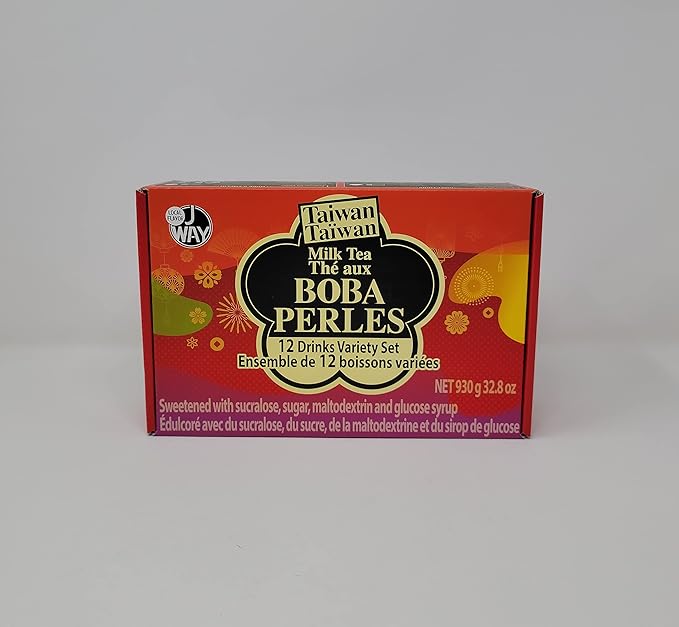 LOCAL
FLAVOR
J
WAY
Taiwan
Taïwan
Milk Tea
Thé aux
BOBA
PERLES
12 Drinks Variety Set
Ensemble de 12 boissons variées
NET 930 g 32.8 oz
Sweetened with sucralose, sugar, maltodextrin and glucose syrup
Édulcoré avec du sucralose, du sucre, de la maltodextrine et du sirop de glucose